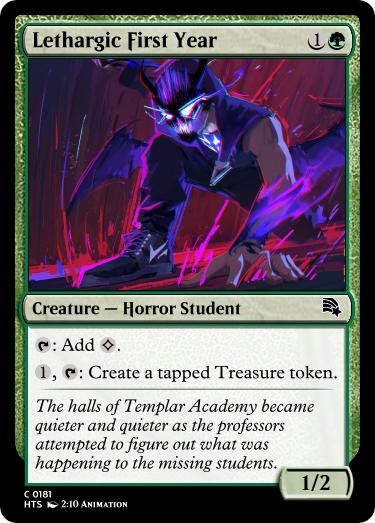 Lethargic First Year 1
Creature — Horror Student
: Add .
1, : Create a tapped Treasure token.
The halls of Templar Academy became
quieter and quieter as the professors
attempted to figure out what was
happening to the missing students.
1/2
C 0181
HTS 2:10 Animation